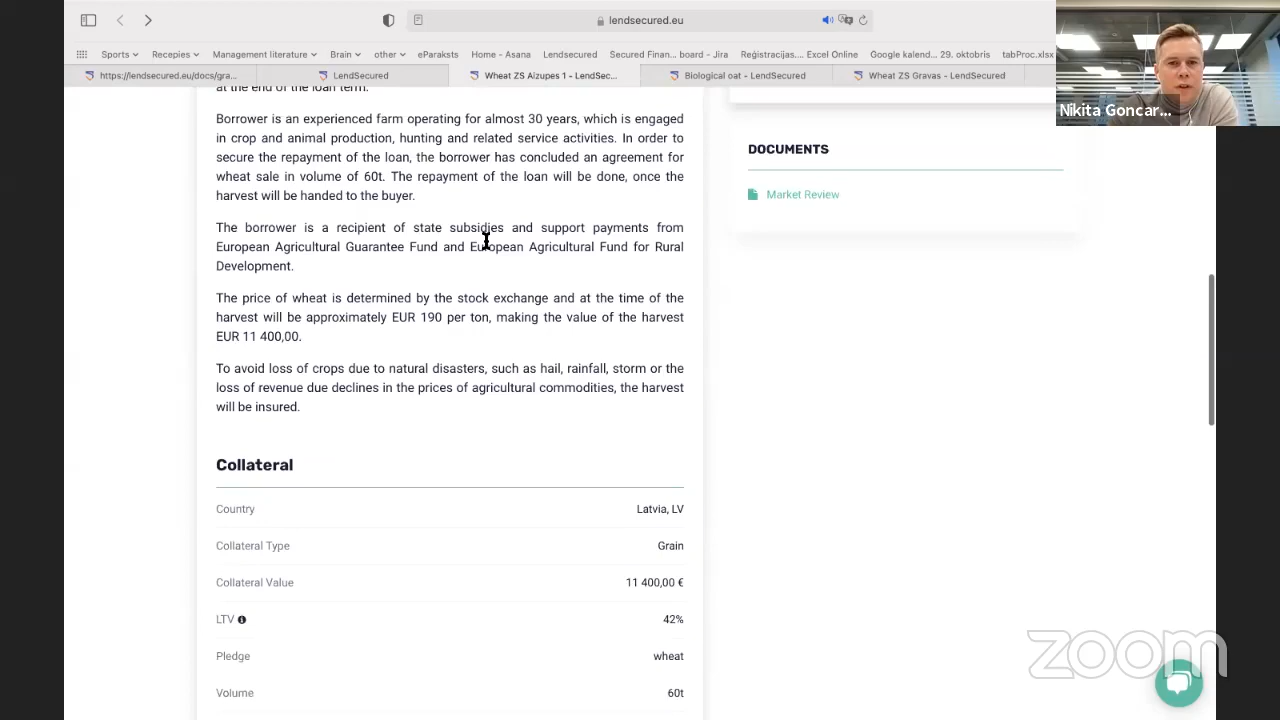 lendsecured.eu
Sports Recepies Management literature Brain other eParaksts Home - Asana Lendsecured Secured Finan... board - Jira Reģistrācijas.... Excel Online Google kalend... 29. oktobris tabProc.xlsx
https://lendsecured.eu/docs/gra... LendSecured Wheat ZS Aizupes 1 - LendSec... Biological oat - LendSecured Wheat ZS Gravas - LendSecured
Nikita Goncar...
at the end of the loan term.
Borrower is an experienced farm operating for almost 30 years, which is engaged
in crop and animal production, hunting and related service activities. In order to
secure the repayment of the loan, the borrower has concluded an agreement for
wheat sale in volume of 60t. The repayment of the loan will be done, once the
harvest will be handed to the buyer.
The borrower is a recipient of state subsidies and support payments from
European Agricultural Guarantee Fund and European Agricultural Fund for Rural
Development.
The price of wheat is determined by the stock exchange and at the time of the
harvest will be approximately EUR 190 per ton, making the value of the harvest
EUR 11 400,00.
To avoid loss of crops due to natural disasters, such as hail, rainfall, storm or the
loss of revenue due declines in the prices of agricultural commodities, the harvest
will be insured.
Collateral
Country Latvia, LV
Collateral Type Grain
Collateral Value 11 400,00 €
LTV 42%
Pledge wheat
Volume 60t
DOCUMENTS
Market Review
zoom